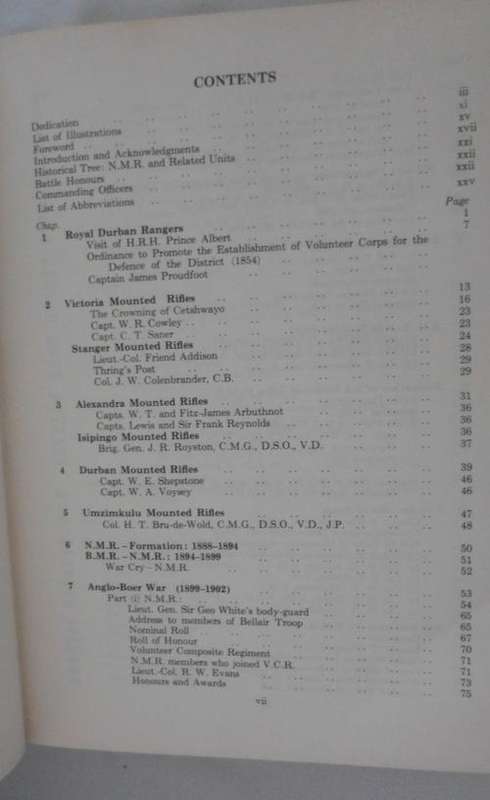 CONTENTS
Dedication .. .. .. .. .. .. .. .. iii
List of Illustrations .. .. .. .. .. .. .. xi
Foreword .. .. .. .. .. .. .. .. xv
Introduction and Acknowledgments .. .. .. .. .. xvii
Historical Tree: N.M.R. and Related Units .. .. .. .. xxi
Battle Honours .. .. .. .. .. .. .. xxii
Commanding Officers .. .. .. .. .. .. xxii
List of Abbreviations .. .. .. .. .. .. xxv
Chap. Page
1 Royal Durban Rangers .. .. .. .. .. 1
Visit of H.R.H. Prince Albert .. .. .. .. 7
Ordinance to Promote the Establishment of Volunteer Corps for the
Defence of the District (1854) .. .. .. ..
Captain James Proudfoot .. .. .. .. ..
2 Victoria Mounted Rifles .. .. .. .. .. 13
The Crowning of Cetshwayo .. .. .. .. 16
Capt. W. R. Cowley .. .. .. .. .. 23
Capt. C. T. Saner .. .. .. .. .. 23
Stanger Mounted Rifles .. .. .. .. .. 24
Lieut.-Col. Friend Addison .. .. .. .. 28
Thring's Post .. .. .. .. .. 29
Col. J. W. Colenbrander, C.B. .. .. .. .. 29
3 Alexandra Mounted Rifles .. .. .. .. .. 31
Capts. W. T. and Fitz-James Arbuthnot .. .. .. 36
Capts. Lewis and Sir Frank Reynolds .. .. .. 36
Isipingo Mounted Rifles .. .. .. .. .. 36
Brig. Gen. J. R. Royston, C.M.G., D.S.O., V.D. .. .. 37
4 Durban Mounted Rifles .. .. .. .. .. 39
Capt. W. E. Shepstone .. .. .. .. .. 46
Capt. W. A. Voysey .. .. .. .. .. 46
5 Umzimkulu Mounted Rifles .. .. .. .. .. 47
Col. H. T. Bru-de-Wold, C.M.G., D.S.O., V.D., J.P. .. .. 48
6 N.M.R. – Formation: 1888-1894 .. .. .. .. 50
B.M.R. – N.M.R.: 1894-1899 .. .. .. .. 51
War Cry – N.M.R. .. .. .. .. .. 52
7 Anglo-Boer War (1899-1902) .. .. .. .. 53
Part (i) N.M.R.: .. .. .. .. .. 54
Lieut. Gen. Sir Geo White's body-guard .. .. .. 65
Address to members of Bellair Troop .. .. .. 65
Nominal Roll .. .. .. .. .. 67
Roll of Honour .. .. .. .. .. 70
Volunteer Composite Regiment .. .. .. .. 71
N.M.R. members who joined V.C.R. .. .. .. 71
Lieut.-Col. R. W. Evans .. .. .. .. 73
Honours and Awards .. .. .. .. .. 75
vii